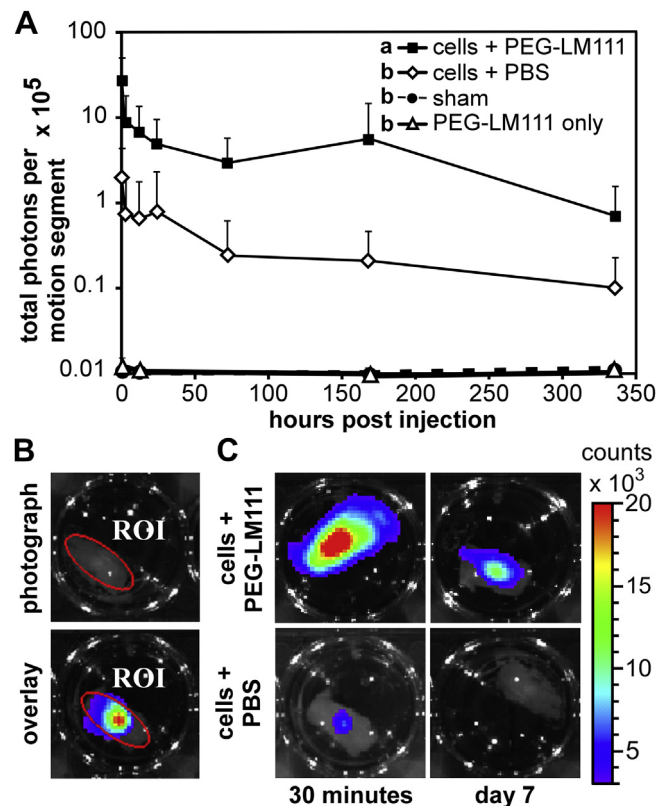 A
total photons per
motion segment
x 10⁵
100
10
1
0.1
0.01
a cells + PEG-LM111
b cells + PBS
b sham
b PEG-LM111 only
0 50 100 150 200 250 300 350
hours post injection
B
photograph
ROI
overlay
ROI
C
cells +
PEG-LM111
cells +
PBS
30 minutes day 7
counts
x 10³
20
15
10
5